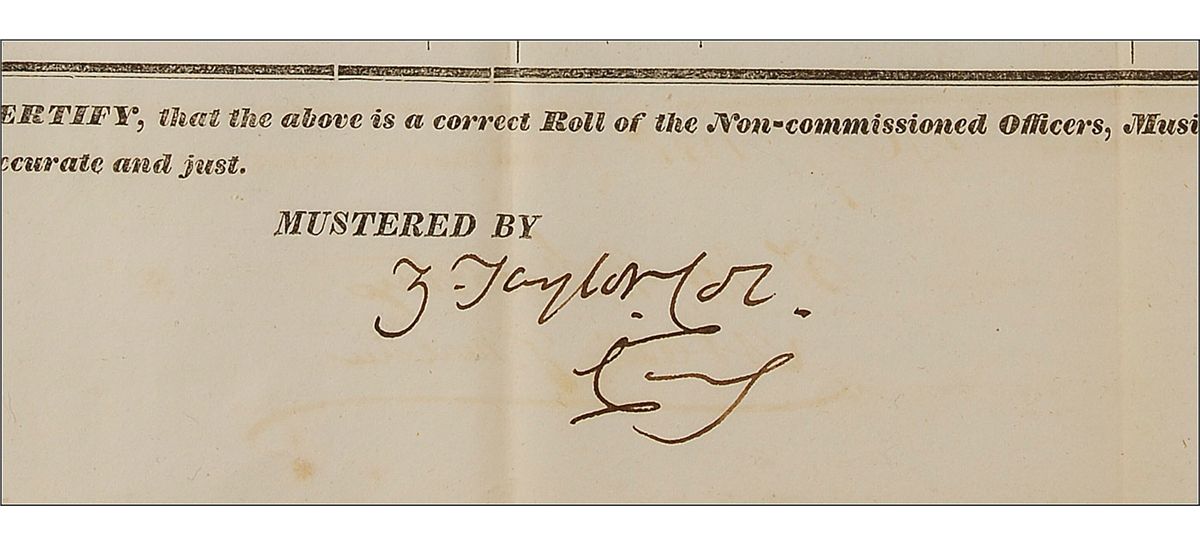 ERTIFY, that the above is a correct Roll of the Non-commissioned Officers, Musi
ccurate and just.
MUSTERED BY
Z. Taylor. Col.